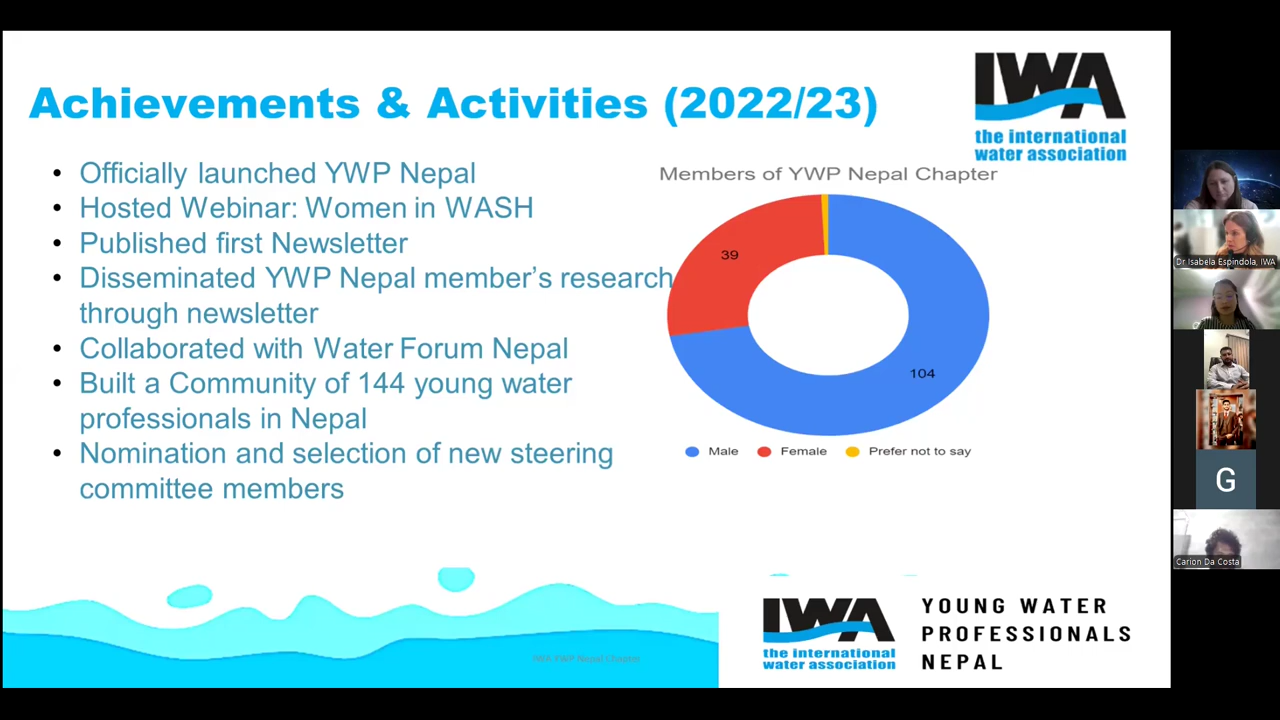 Achievements & Activities (2022/23)
IWA
the international
water association
• Officially launched YWP Nepal
• Hosted Webinar: Women in WASH
• Published first Newsletter
• Disseminated YWP Nepal member’s research
through newsletter
• Collaborated with Water Forum Nepal
• Built a Community of 144 young water
professionals in Nepal
• Nomination and selection of new steering
committee members
Members of YWP Nepal Chapter
39
104
Male
Female
Prefer not to say
IWA YWP Nepal Chapter
IWA
the international
water association
YOUNG WATER
PROFESSIONALS
NEPAL
Dr Isabela Espindola, IWA
G
Carion Da Costa